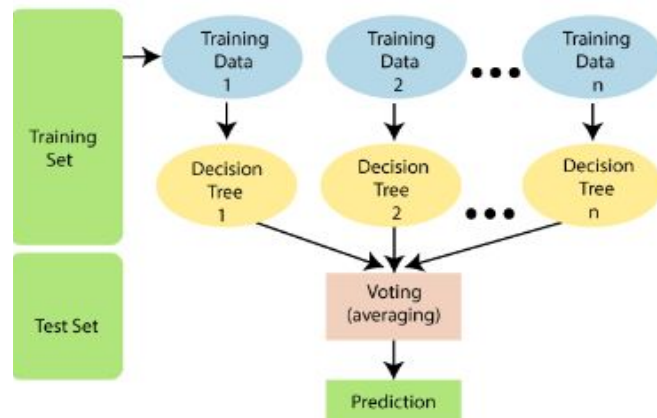 Training
Set
Test Set
Training
Data
1
Training
Data
2
Training
Data
n
Decision
Tree
1
Decision
Tree
2
Decision
Tree
n
Voting
(averaging)
Prediction